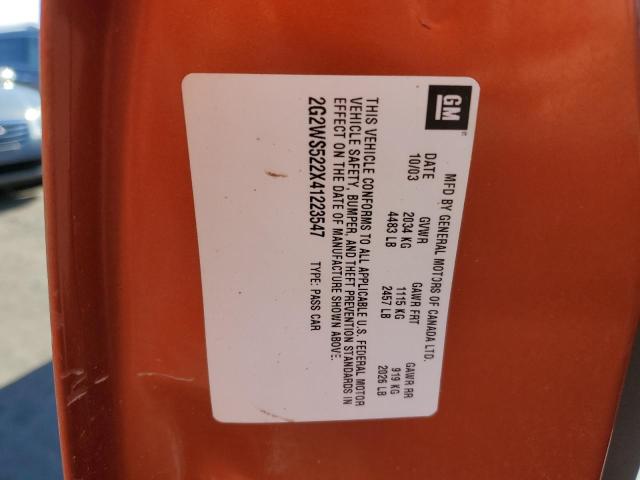 GM
MFD BY GENERAL MOTORS OF CANADA LTD.
DATE GVWR GAWR FRT GAWR RR
10/03 2034 KG 1115 KG 919 KG
4483 LB 2457 LB 2026 LB
THIS VEHICLE CONFORMS TO ALL APPLICABLE U.S. FEDERAL MOTOR
VEHICLE SAFETY, BUMPER, AND THEFT PREVENTION STANDARDS IN
EFFECT ON THE DATE OF MANUFACTURE SHOWN ABOVE.
2G2WS522X41223547 TYPE: PASS CAR